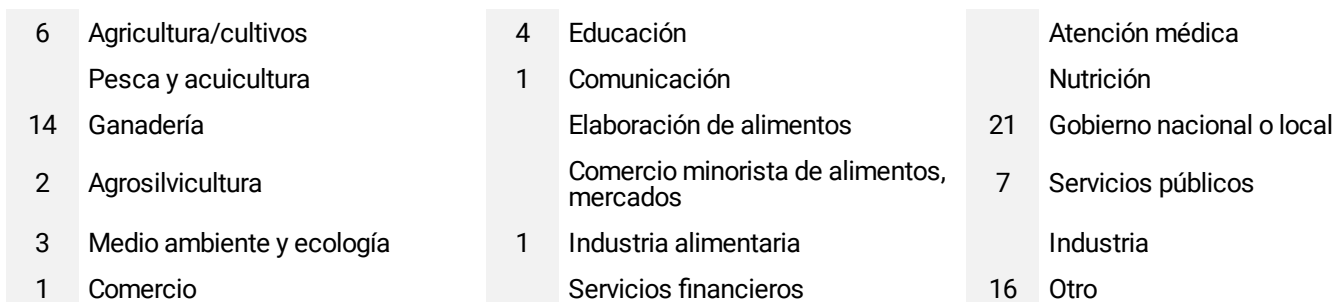 6 Agricultura/cultivos 4 Educación Atención médica
Pesca y acuicultura 1 Comunicación Nutrición
14 Ganadería Elaboración de alimentos 21 Gobierno nacional o local
2 Agrosilvicultura Comercio minorista de alimentos, mercados 7 Servicios públicos
3 Medio ambiente y ecología 1 Industria alimentaria Industria
1 Comercio Servicios financieros 16 Otro